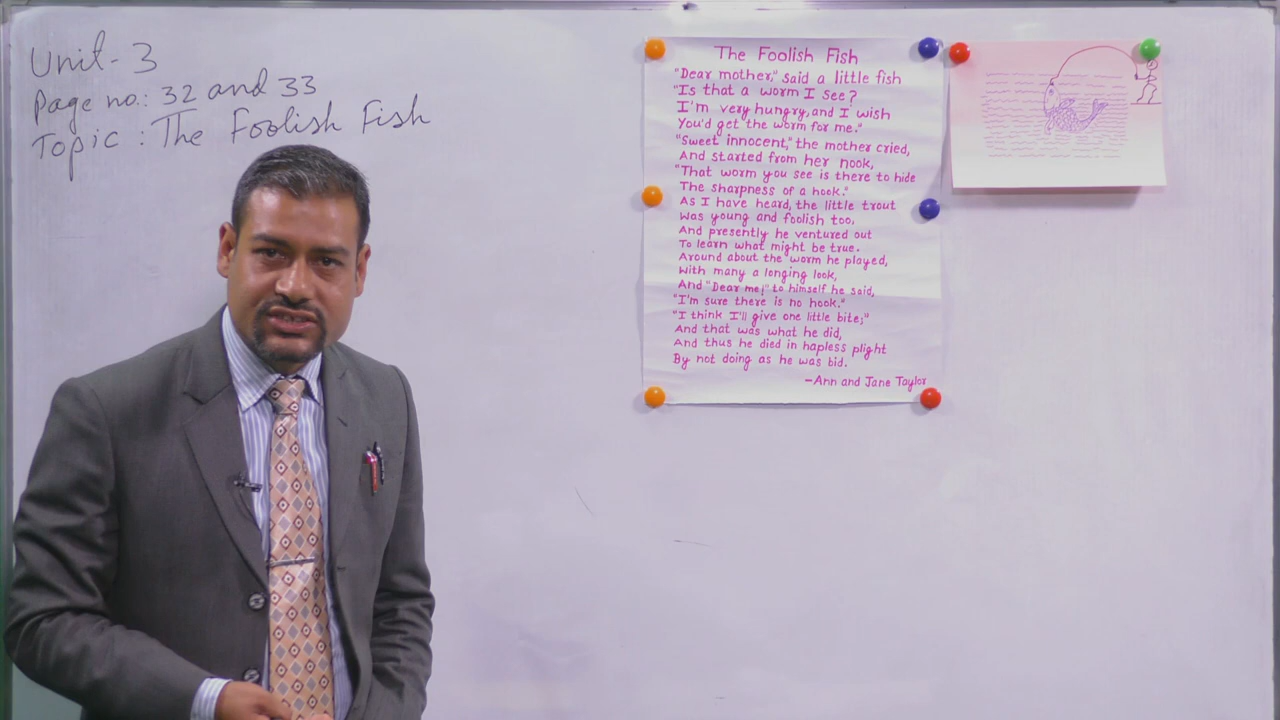 Unit-3
Page no.: 32 and 33
Topic : The Foolish Fish
The Foolish Fish
"Dear mother," said a little fish
"Is that a worm I see?
I'm very hungry, and I wish
You'd get the worm for me."
"Sweet innocent," the mother cried,
And started from her nook,
"That worm you see is there to hide
The sharpness of a hook."
As I have heard, the little trout
Was young and foolish too,
And presently he ventured out
To learn what might be true.
Around about the worm he played,
With many a longing look,
And "Dear me!" to himself he said,
"I'm sure there is no hook."
"I think I'll give one little bite;"
And that was what he did,
And thus he died in hapless plight
By not doing as he was bid.
–Ann and Jane Taylor